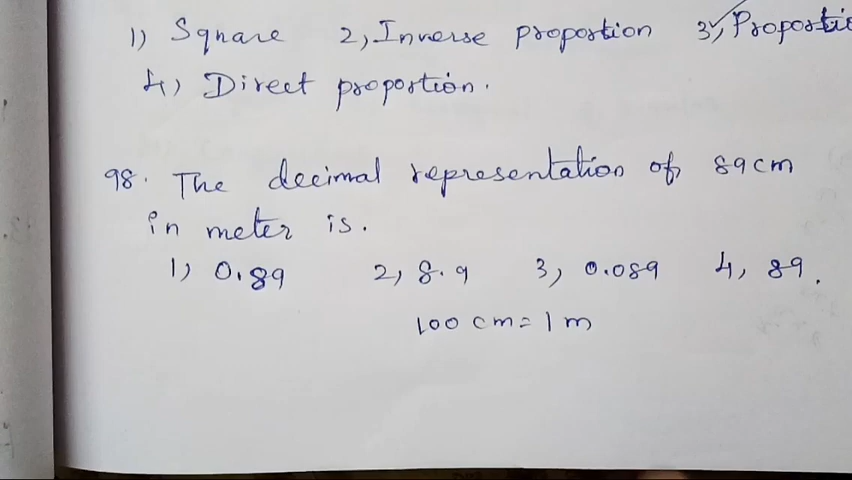 1) Square 2, Inverse proportion 3, Proportio
4) Direct proportion.
98. The decimal representation of 89cm
in meter is.
1) 0.89 2, 8.9 3, 0.089 4, 89.
100 cm = 1 m